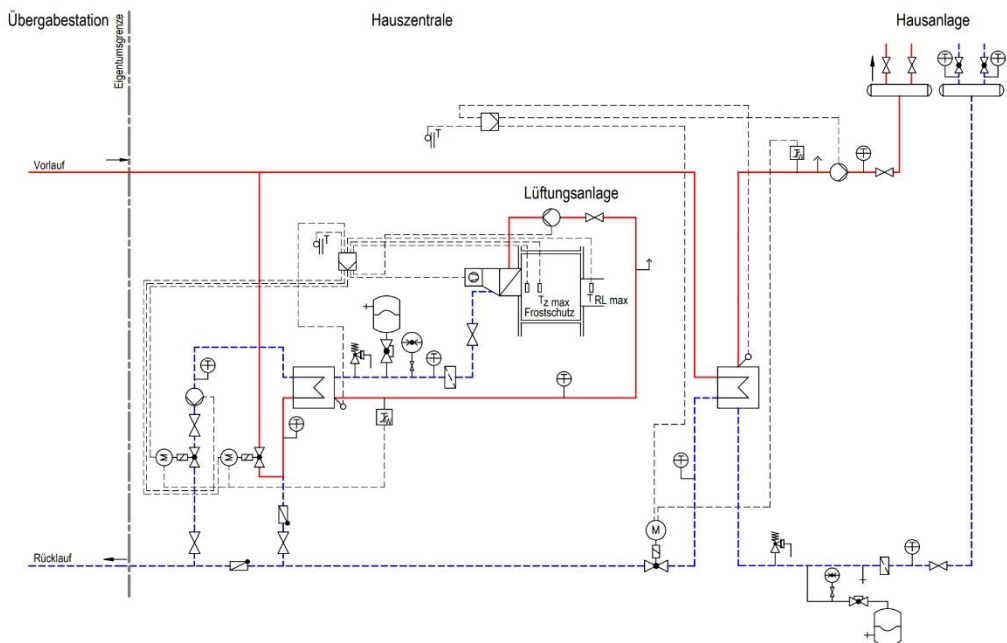 Übergabestation
Hauszentrale
Hausanlage
Eigentumsgrenze
T
T
T
T
Vorlauf
T
Lüftungsanlage
T
T
Tz max
TRL max
Frostschutz
T
T
T
T
M
M
T
M
T
Rücklauf